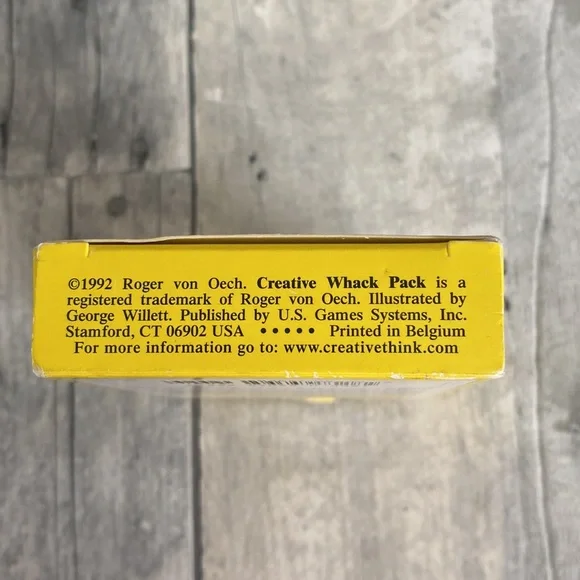 ©1992 Roger von Oech. Creative Whack Pack is a
registered trademark of Roger von Oech. Illustrated by
George Willett. Published by U.S. Games Systems, Inc.
Stamford, CT 06902 USA • • • • • Printed in Belgium
For more information go to: www.creativethink.com